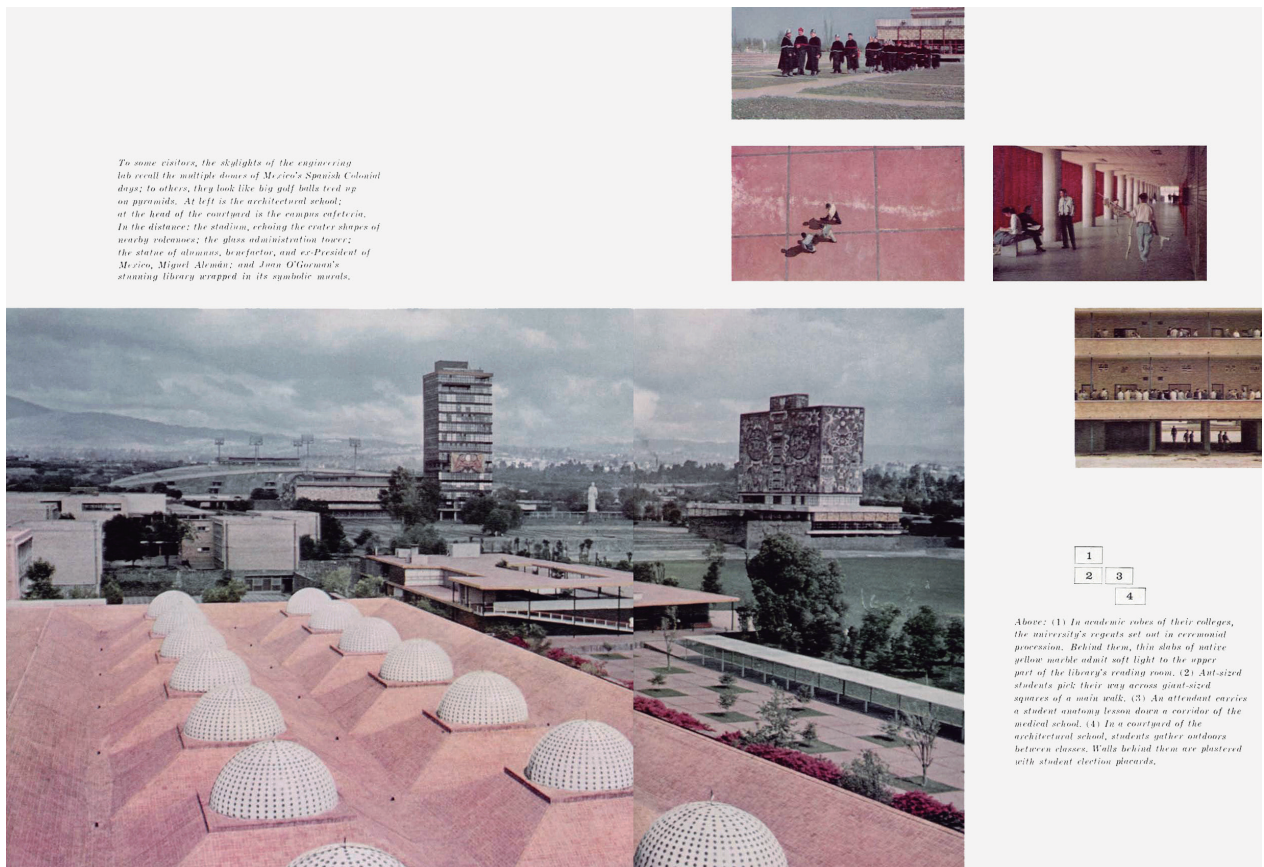 To some visitors, the skylights of the engineering
lab recall the multiple domes of Mexico's Spanish Colonial
days; to others, they look like big golf balls teed up
on pyramids. At left is the architectural school;
at the head of the courtyard is the campus cafeteria.
In the distance: the stadium, echoing the crater shapes of
nearby volcanoes; the glass administration tower;
the statue of alumnus, benefactor, and ex-President of
Mexico, Miguel Alemán; and Juan O'Gorman's
stunning library wrapped in its symbolic murals.
1
2 3
4
Above: (1) In academic robes of their colleges,
the university's regents set out in ceremonial
procession. Behind them, thin slabs of native
yellow marble admit soft light to the upper
part of the library's reading room. (2) Ant-sized
students pick their way across giant-sized
squares of a main walk. (3) An attendant carries
a student anatomy lesson down a corridor of the
medical school. (4) In a courtyard of the
architectural school, students gather outdoors
between classes. Walls behind them are plastered
with student election placards.